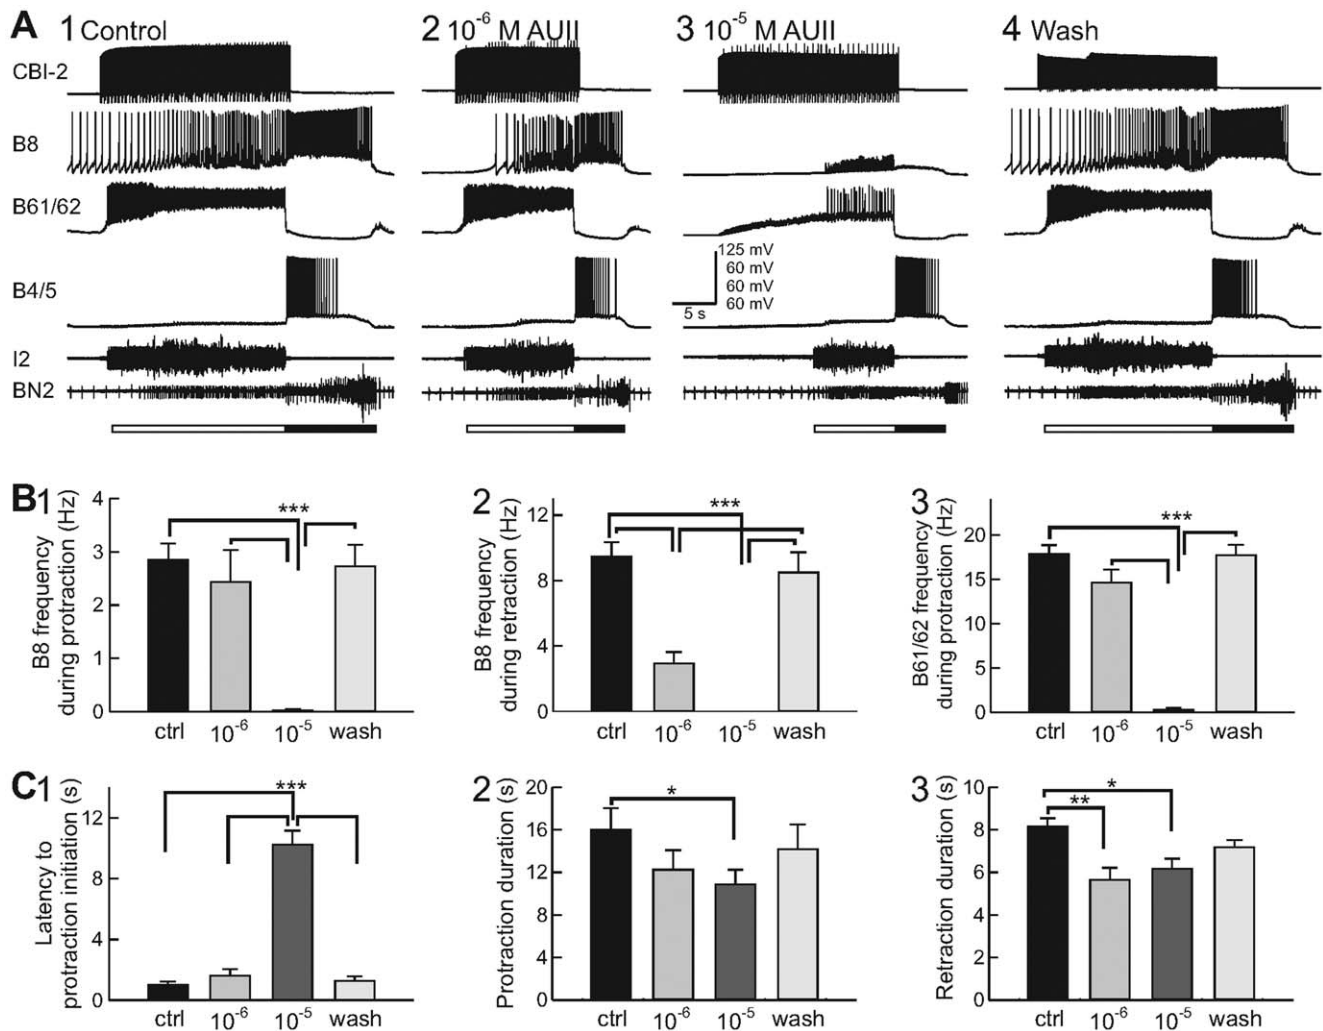 A 1 Control 2 10⁻⁶ M AUII 3 10⁻⁵ M AUII 4 Wash
CBI-2
B8
B61/62
125 mV
60 mV
60 mV
60 mV
5 s
B4/5
I2
BN2
B1
B8 frequency
during protraction (Hz)
4
3
2
1
0
***
ctrl 10⁻⁶ 10⁻⁵ wash
2
B8 frequency
during retraction (Hz)
12
8
4
0
***
ctrl 10⁻⁶ 10⁻⁵ wash
3
B61/62 frequency
during protraction (Hz)
20
15
10
5
0
***
ctrl 10⁻⁶ 10⁻⁵ wash
C1
Latency to
protraction initiation (s)
12
8
4
0
***
ctrl 10⁻⁶ 10⁻⁵ wash
2
Protraction duration (s)
20
16
12
8
4
0
*
ctrl 10⁻⁶ 10⁻⁵ wash
3
Retraction duration (s)
10
8
6
4
2
0
**
*
ctrl 10⁻⁶ 10⁻⁵ wash